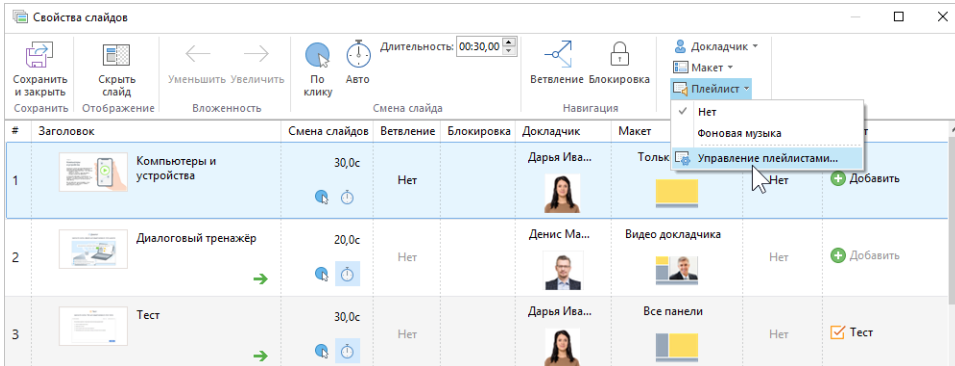 Свойства слайдов
Сохранить и закрыть
Скрыть слайд
Уменьшить Увеличить
По клику
Авто
Длительность: 00:30,00
Ветвление Блокировка
Докладчик
Макет
Плейлист
Сохранить Отображение Вложенность Смена слайда Навигация
Нет
Фоновая музыка
Управление плейлистами...
# Заголовок Смена слайдов Ветвление Блокировка Докладчик Макет
1 Компьютеры и устройства 30,0с Нет Дарья Ива... Нет Добавить
2 Диалоговый тренажёр 20,0с Нет Денис Ма... Видео докладчика Нет Добавить
3 Тест 30,0с Нет Дарья Ива... Все панели Нет Тест